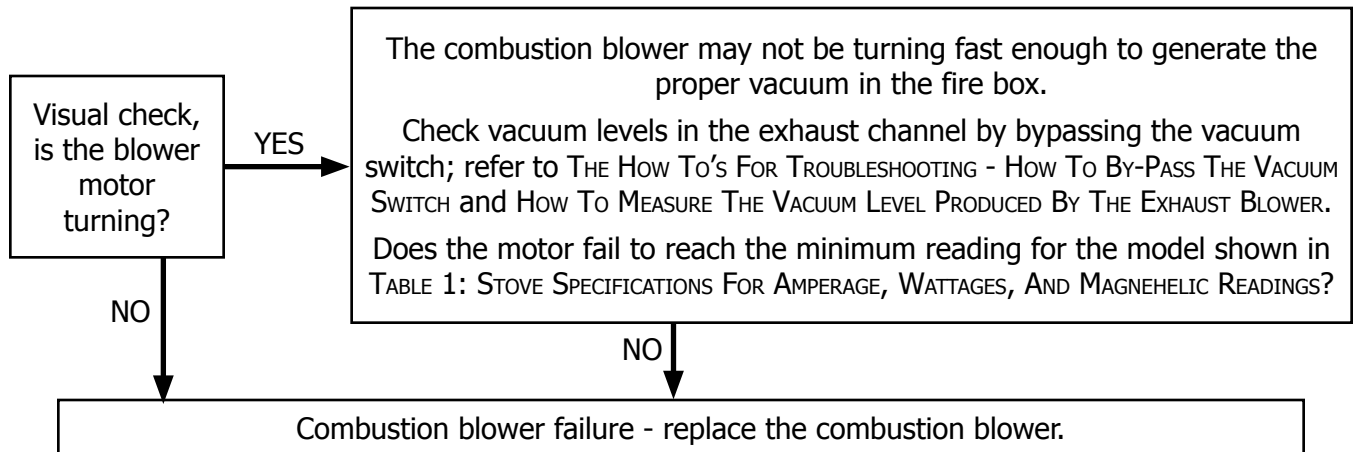 Visual check,
is the blower
motor
turning?
YES
The combustion blower may not be turning fast enough to generate the
proper vacuum in the fire box.
Check vacuum levels in the exhaust channel by bypassing the vacuum
switch; refer to The How To's For Troubleshooting - How To By-Pass The Vacuum
Switch and How To Measure The Vacuum Level Produced By The Exhaust Blower.
Does the motor fail to reach the minimum reading for the model shown in
Table 1: Stove Specifications For Amperage, Wattages, And Magnehelic Readings?
NO
NO
Combustion blower failure - replace the combustion blower.